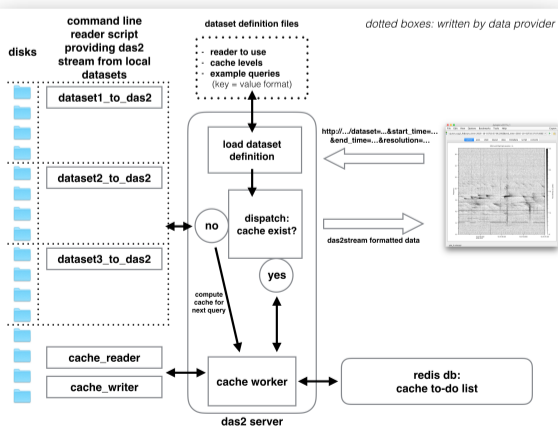 dotted boxes: written by data provider
disks
command line
reader script
providing das2
stream from local
datasets
dataset1_to_das2
dataset2_to_das2
dataset3_to_das2
cache_reader
cache_writer
dataset definition files
- reader to use
- cache levels
- example queries
(key = value format)
load dataset
definition
dispatch:
cache exist?
no
yes
compute
cache for
next query
cache worker
das2 server
http://.../dataset=...&start_time=...
&end_time=...&resolution=...
das2stream formatted data
redis db:
cache to-do list